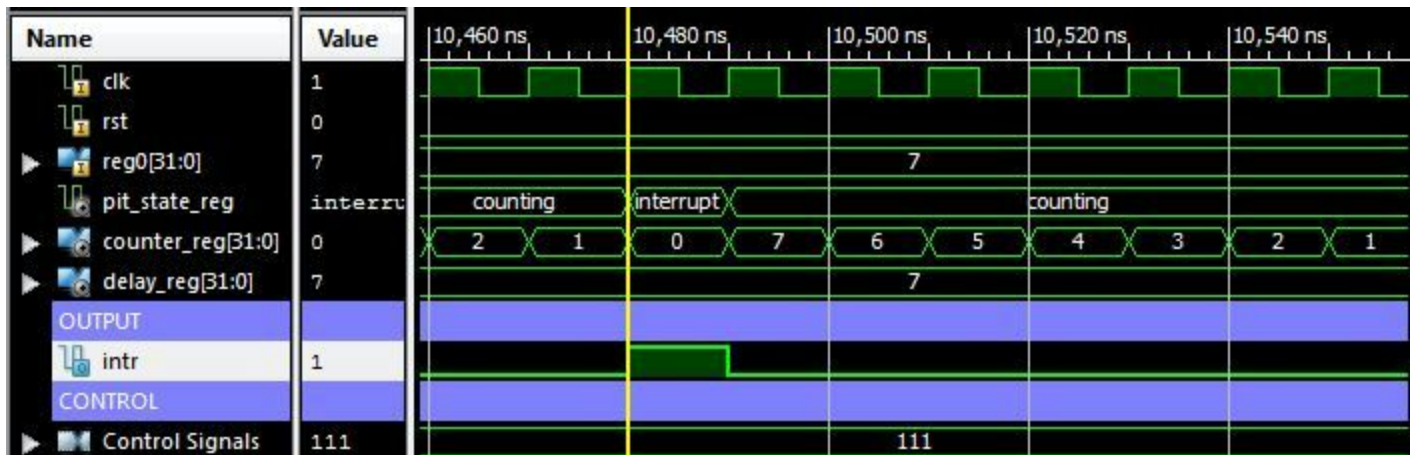 Name Value 10,460 ns 10,480 ns 10,500 ns 10,520 ns 10,540 ns
clk 1
rst 0
reg0[31:0] 7 7
pit_state_reg interru counting interrupt counting
counter_reg[31:0] 0 2 1 0 7 6 5 4 3 2 1
delay_reg[31:0] 7 7
OUTPUT
intr 1
CONTROL
Control Signals 111 111